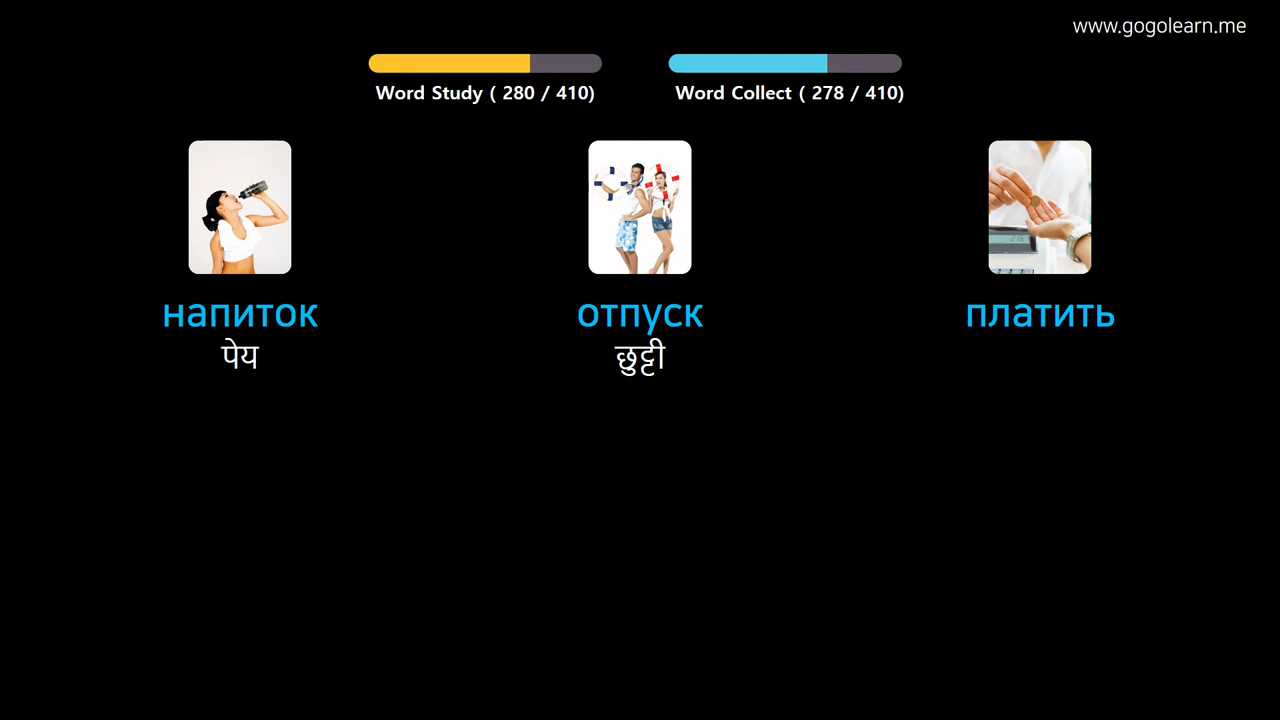 www.gogolearn.me
Word Study ( 280 / 410)
Word Collect ( 278 / 410)
напиток
отпуск
платить
पेय
छुट्टी